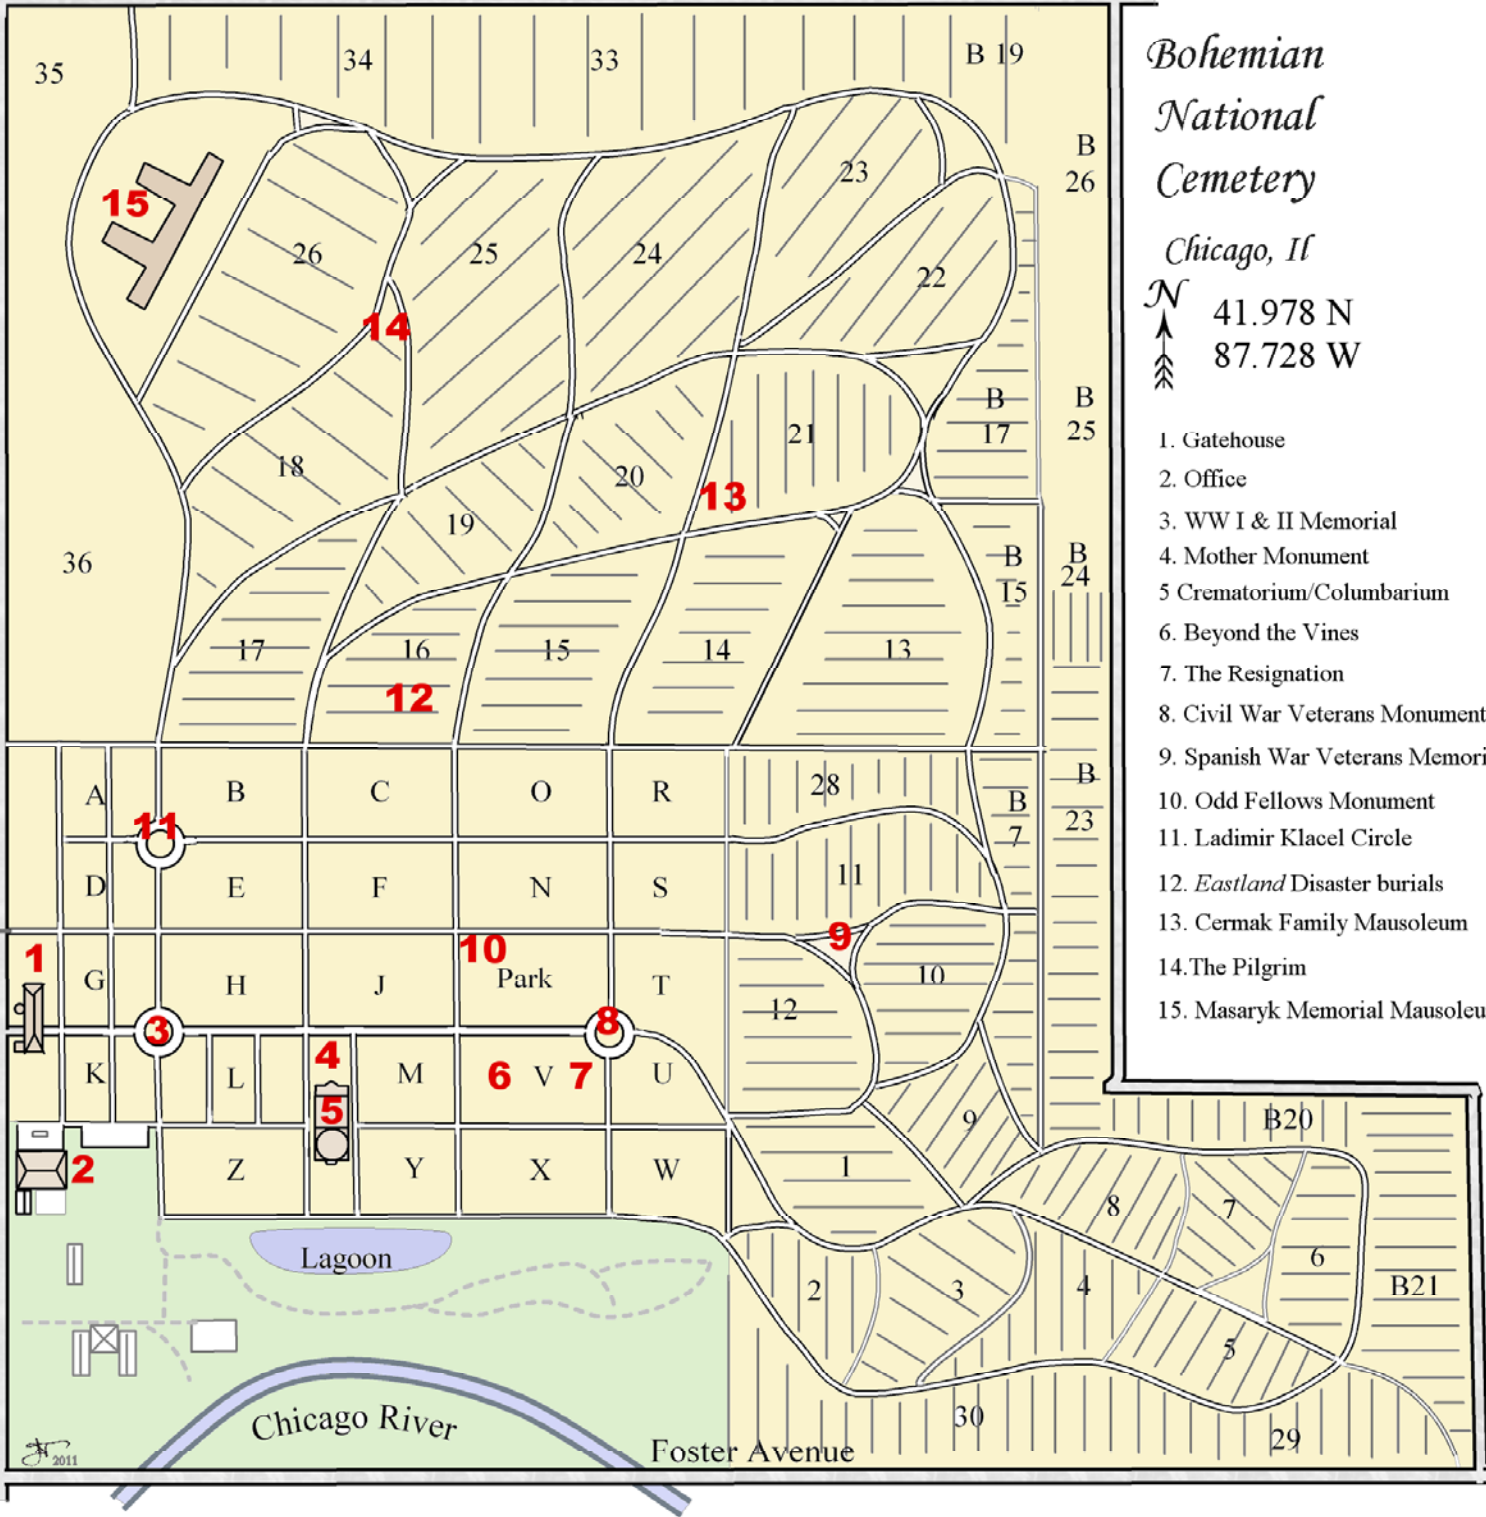 Bohemian
National
Cemetery
Chicago, Il
N
41.978 N
87.728 W
1. Gatehouse
2. Office
3. WW I & II Memorial
4. Mother Monument
5 Crematorium/Columbarium
6. Beyond the Vines
7. The Resignation
8. Civil War Veterans Monument
9. Spanish War Veterans Memori
10. Odd Fellows Monument
11. Ladimir Klacel Circle
12. Eastland Disaster burials
13. Cermak Family Mausoleum
14.The Pilgrim
15. Masaryk Memorial Mausoleu
35
34
33
B 19
B
26
15
26
25
24
23
22
14
B
17
B
25
18
20
21
13
19
36
B
15
B
24
17
16
15
14
13
12
A
B
C
O
R
28
B
7
B
23
11
D
E
F
N
S
11
1
10
9
G
H
J
Park
T
12
10
3
8
K
L
4
M
6
V
7
U
5
9
B20
2
Z
Y
X
W
1
8
7
6
B21
Lagoon
2
3
4
5
Chicago River
30
29
Foster Avenue
2011